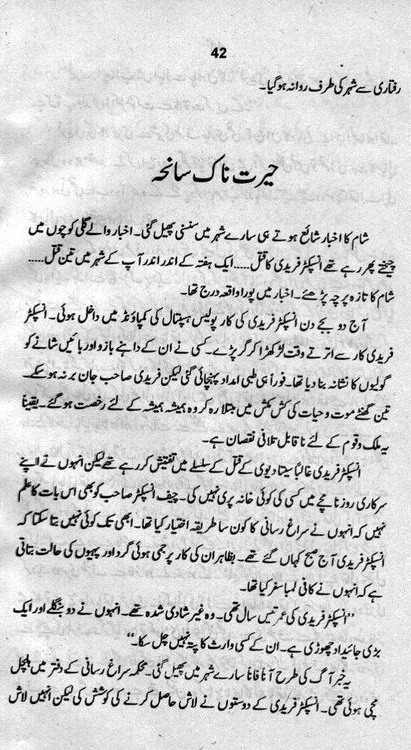 42
رفتاری سے شہر کی طرف روانہ ہو گیا۔
حیرت ناک سانحہ
شام کا اخبار شائع ہوتے ہی سارے شہر میں سنسنی پھیل گئی۔ اخبار والے گلی کوچوں میں
چیختے پھر رہے تھے انسپکٹر فریدی کا قتل..... ایک ہفتہ کے اندر اندر آپ کے شہر میں تین قتل.....
شام کا تازہ پرچہ پڑھئے۔ اخبار میں پورا واقعہ درج تھا۔
آج دو بجے دن انسپکٹر فریدی کی کار پولیس ہسپتال کی کمپاؤنڈ میں داخل ہوئی۔ انسپکٹر
فریدی کار سے اترتے وقت لڑکھڑا کر گر پڑے۔ کسی نے ان کے داہنے بازو اور بائیں شانے کو
گولیوں کا نشانہ بنا دیا تھا۔ فوراً ہی طبی امداد پہنچائی گئی لیکن فریدی صاحب جان بر نہ ہو سکے۔
تین گھنٹے موت و حیات کی کش مکش میں مبتلا رہ کر وہ ہمیشہ ہمیشہ کے لئے رخصت ہو گئے۔ یقیناً
یہ ملک و قوم کے لئے ناقابل تلافی نقصان ہے۔
انسپکٹر فریدی غالباً سیتا دیوی کے قتل کے سلسلے میں تفتیش کر رہے تھے لیکن انہوں نے اپنے
سرکاری روزنامچے میں کسی کوئی خانہ پری نہیں کی۔ چیف انسپکٹر صاحب کو بھی اس بات کا علم
نہیں کہ انہوں نے سراغ رسانی کا کون سا طریقہ اختیار کیا تھا۔ ابھی تک کوئی نہیں بتا سکتا کہ
انسپکٹر فریدی آج صبح کہاں گئے تھے۔ بظاہر ان کی کار پر جمی ہوئی گرد اور پہیوں کی حالت بتاتی
ہے کہ انہوں نے کافی لمبا سفر کیا تھا۔
"انسپکٹر فریدی کی عمر تیس سال تھی۔ وہ غیر شادی شدہ تھے۔ انہوں نے دو بنگلے اور ایک
بڑی جائیداد چھوڑی ہے۔ ان کے کسی وارث کا پتہ نہیں چل سکا۔"
یہ خبر آگ کی طرح آناً فاناً سارے شہر میں پھیل گئی۔ محکمہ سراغ رسانی کے دفتر میں ہلچل
مچی ہوئی تھی۔ انسپکٹر فریدی کے دوستوں نے لاش حاصل کرنے کی کوشش کی لیکن انہیں لاش